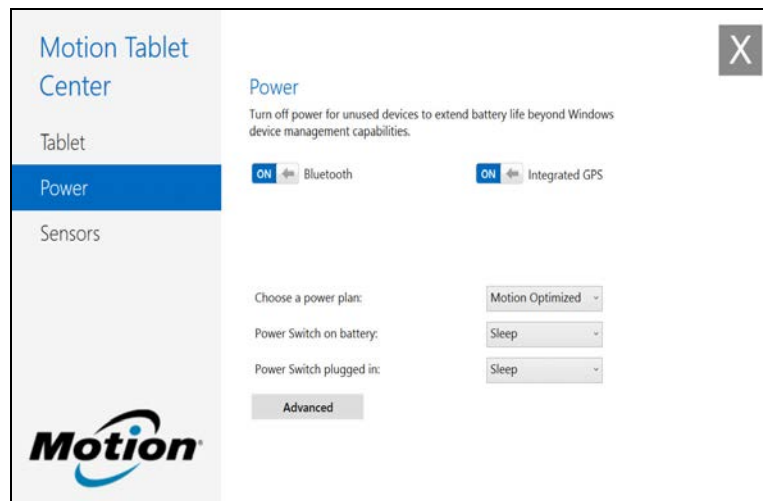 Motion Tablet
Center
Tablet
Power
Sensors
Motion
X
Power
Turn off power for unused devices to extend battery life beyond Windows
device management capabilities.
ON Bluetooth
ON Integrated GPS
Choose a power plan: Motion Optimized
Power Switch on battery: Sleep
Power Switch plugged in: Sleep
Advanced